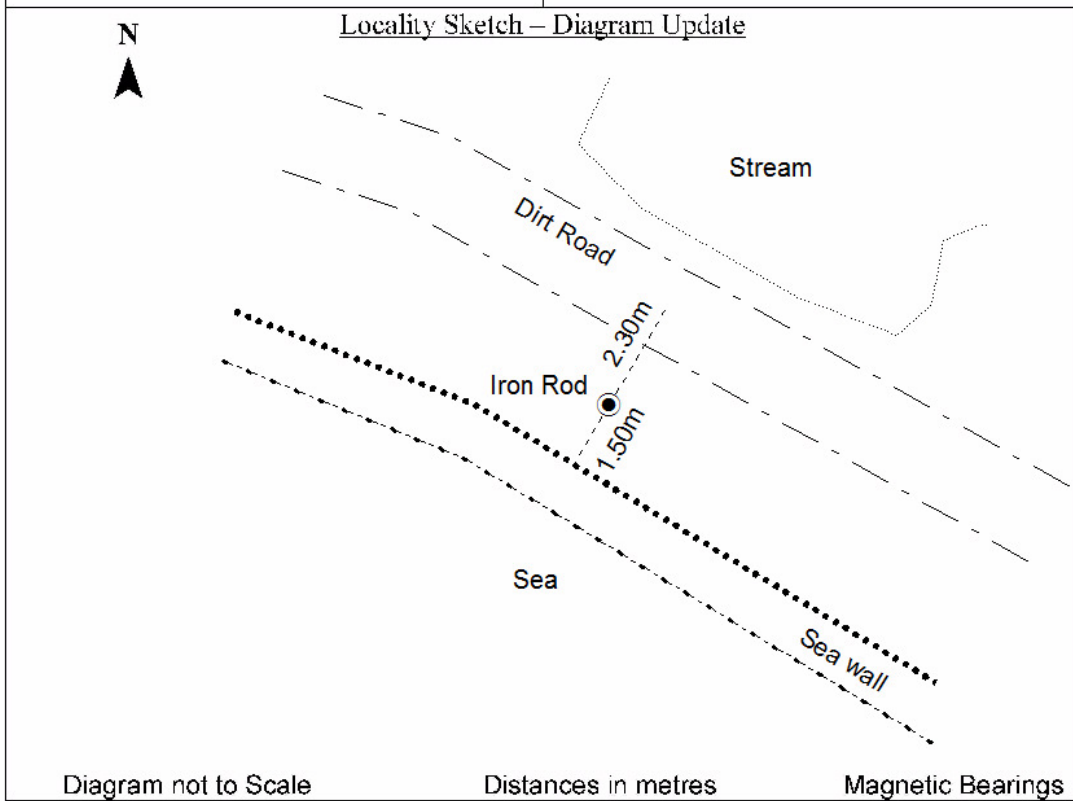 Locality Sketch – Diagram Update
N
Stream
Dirt Road
2.30m
Iron Rod
1.50m
Sea
Sea wall
Diagram not to Scale
Distances in metres
Magnetic Bearings